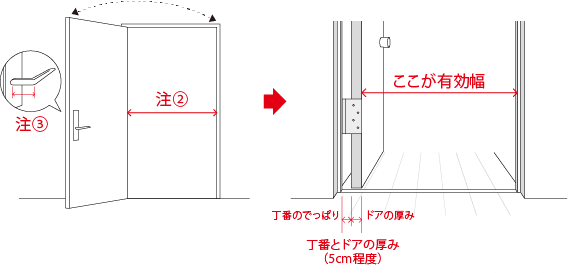 注②
注③
ここが有効幅
丁番のでっぱり
ドアの厚み
丁番とドアの厚み
（5cm程度）